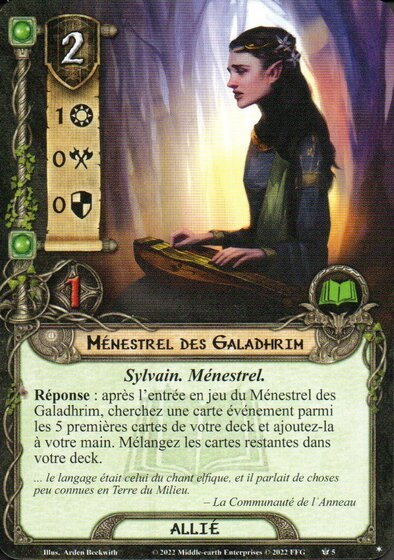 2
1
0
0
1
Ménestrel des Galadhrim
Sylvain. Ménestrel.
Réponse : après l'entrée en jeu du Ménestrel des
Galadhrim, cherchez une carte événement parmi
les 5 premières cartes de votre deck et ajoutez-la
à votre main. Mélangez les cartes restantes dans
votre deck.
... le langage était celui du chant elfique, et il parlait de choses
peu connues en Terre du Milieu.
– La Communauté de l'Anneau
Allié
Illus. Arden Beckwith
©2022 Middle-earth Enterprises © 2022 FFG
5